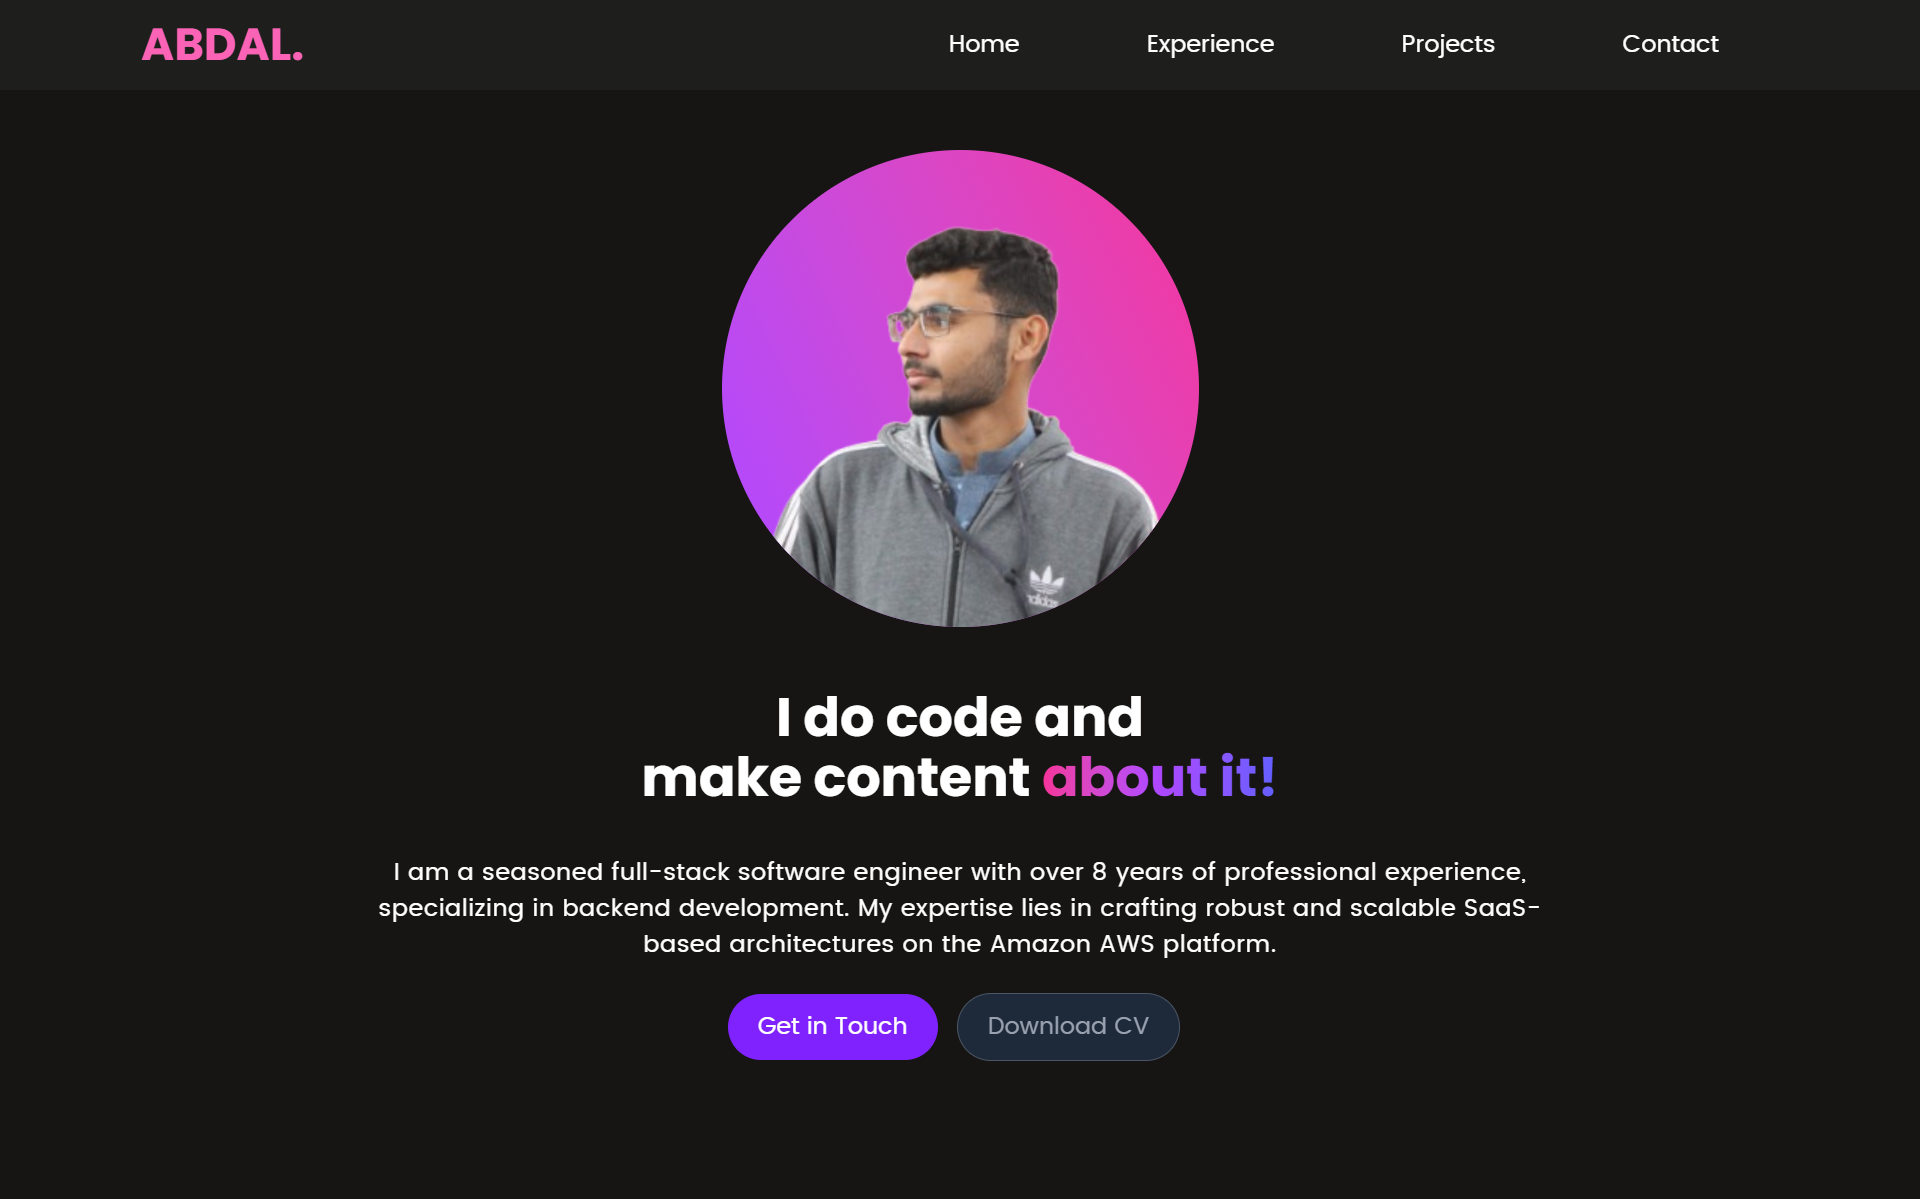 ABDAL.
Home
Experience
Projects
Contact
adidas
I do code and
make content about it!
I am a seasoned full-stack software engineer with over 8 years of professional experience,
specializing in backend development. My expertise lies in crafting robust and scalable SaaS-
based architectures on the Amazon AWS platform.
Get in Touch
Download CV